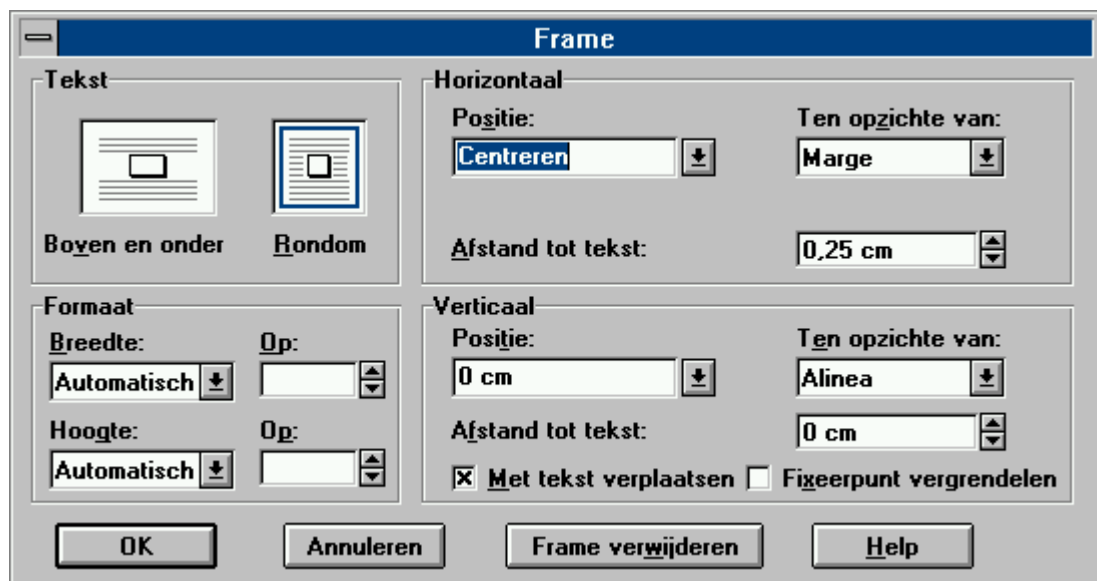 Frame
Tekst
Boven en onder
Rondom
Horizontaal
Positie:
Ten opzichte van:
Centreren
Marge
Afstand tot tekst:
0,25 cm
Formaat
Breedte:
Op:
Automatisch
Hoogte:
Op:
Automatisch
Verticaal
Positie:
Ten opzichte van:
0 cm
Alinea
Afstand tot tekst:
0 cm
Met tekst verplaatsen
Fixeerpunt vergrendelen
OK
Annuleren
Frame verwijderen
Help